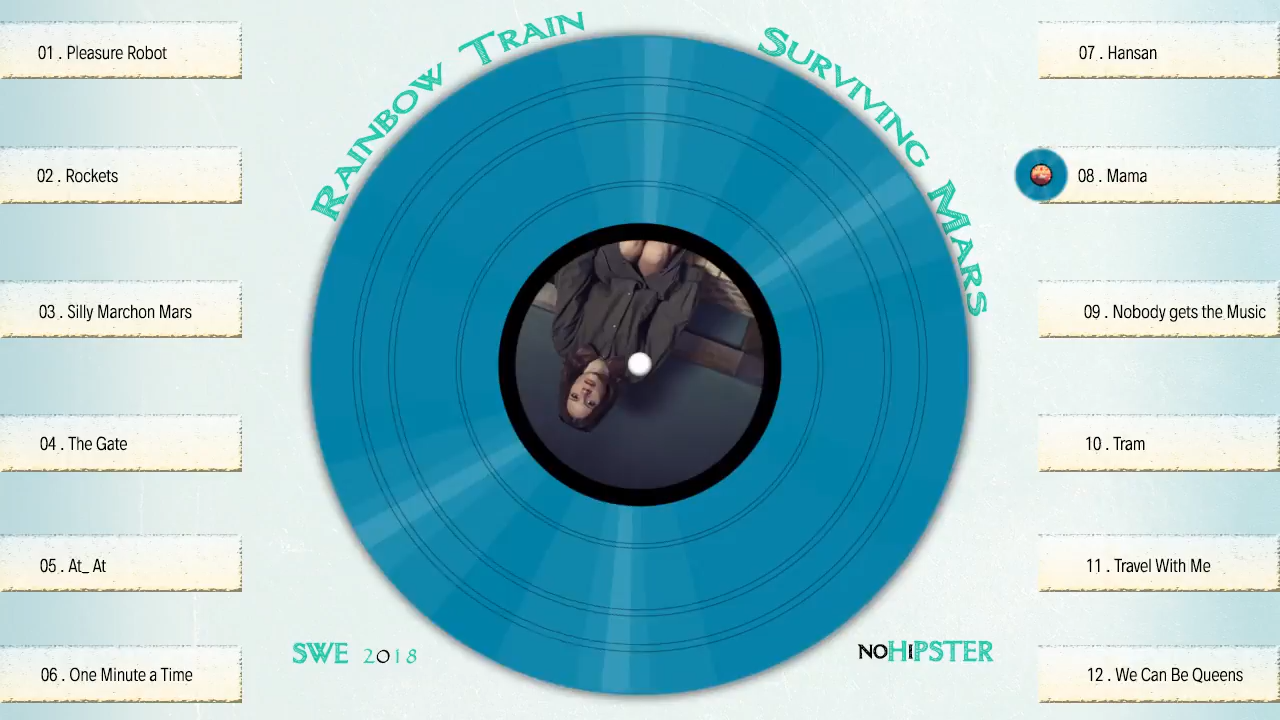 Rainbow Train
Surviving Mars
01 . Pleasure Robot
02 . Rockets
03 . Silly Marchon Mars
04 . The Gate
05 . At_ At
06 . One Minute a Time
07 . Hansan
08 . Mama
09 . Nobody gets the Music
10 . Tram
11 . Travel With Me
12 . We Can Be Queens
SWE 2018
NOHiPSTER